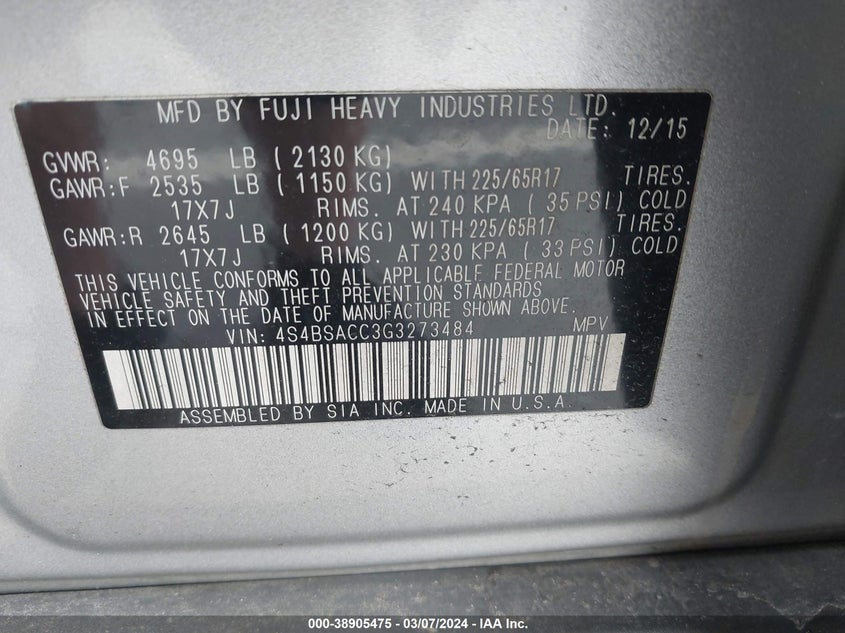 MFD BY FUJI HEAVY INDUSTRIES LTD.
DATE: 12/15
GVWR: 4695 LB ( 2130 KG)
GAWR:F 2535 LB ( 1150 KG) WITH 225/65R17 TIRES.
17X7J RIMS. AT 240 KPA ( 35 PSI) COLD
GAWR:R 2645 LB ( 1200 KG) WITH 225/65R17 TIRES.
17X7J RIMS. AT 230 KPA ( 33 PSI) COLD
THIS VEHICLE CONFORMS TO ALL APPLICABLE FEDERAL MOTOR
VEHICLE SAFETY AND THEFT PREVENTION STANDARDS
IN EFFECT ON THE DATE OF MANUFACTURE SHOWN ABOVE.
VIN: 4S4BSACC3G3273484 MPV
ASSEMBLED BY SIA INC. MADE IN U.S.A.
000-38905475 - 03/07/2024 - IAA Inc.